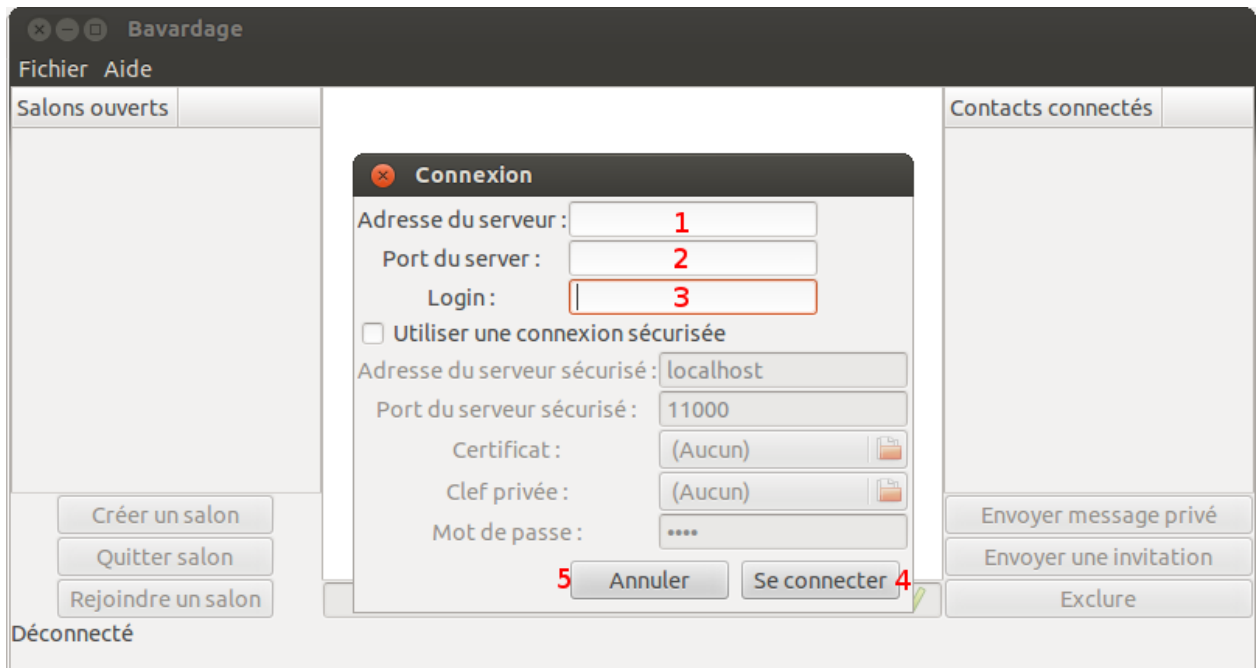 Bavardage
Fichier Aide
Salons ouverts
Contacts connectés
Connexion
Adresse du serveur : 1
Port du server : 2
Login : 3
Utiliser une connexion sécurisée
Adresse du serveur sécurisé : localhost
Port du serveur sécurisé : 11000
Certificat : (Aucun)
Clef privée : (Aucun)
Mot de passe : ••••
5 Annuler Se connecter 4
Créer un salon
Quitter salon
Rejoindre un salon
Envoyer message privé
Envoyer une invitation
Exclure
Déconnecté